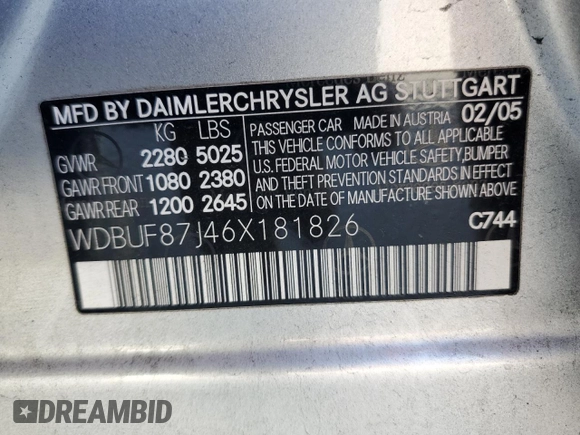 MFD BY DAIMLERCHRYSLER AG STUTTGART
KG LBS
GVWR 2280 5025
GAWR FRONT 1080 2380
GAWR REAR 1200 2645
PASSENGER CAR MADE IN AUSTRIA 02/05
THIS VEHICLE CONFORMS TO ALL APPLICABLE
U.S. FEDERAL MOTOR VEHICLE SAFETY, BUMPER
AND THEFT PREVENTION STANDARDS IN EFFECT
ON DATE OF MANUFACTURE SHOWN ABOVE.
WDBUF87J46X181826
C744
DREAMBID